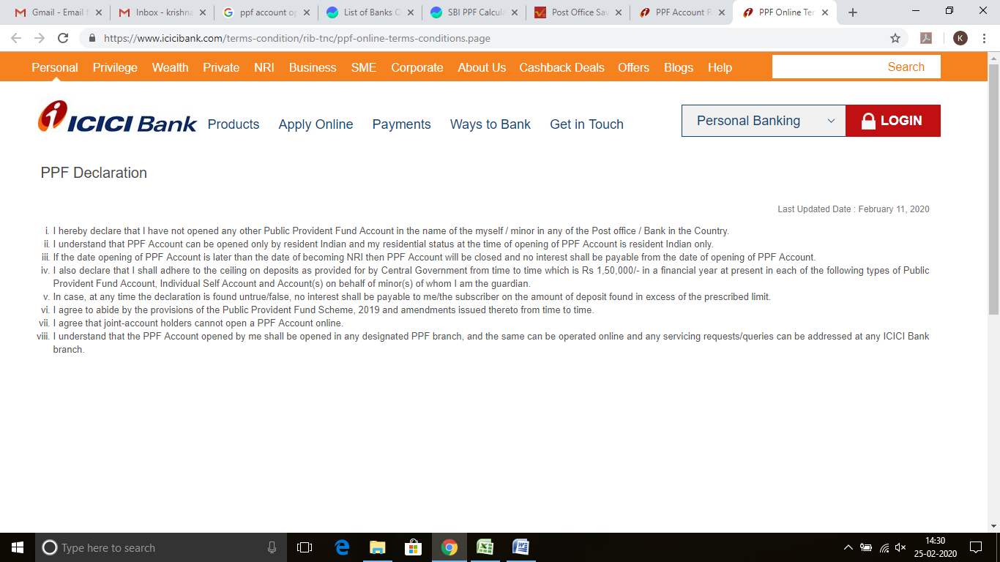 Gmail - Email f
Inbox - krishna
ppf account op
List of Banks O
SBI PPF Calcula
Post Office Sav
PPF Account R
PPF Online Ter
https://www.icicibank.com/terms-condition/rib-tnc/ppf-online-terms-conditions.page
K
Personal Privilege Wealth Private NRI Business SME Corporate About Us Cashback Deals Offers Blogs Help Search
ICICI Bank Products Apply Online Payments Ways to Bank Get in Touch Personal Banking LOGIN
PPF Declaration
Last Updated Date : February 11, 2020
i. I hereby declare that I have not opened any other Public Provident Fund Account in the name of the myself / minor in any of the Post office / Bank in the Country.
ii. I understand that PPF Account can be opened only by resident Indian and my residential status at the time of opening of PPF Account is resident Indian only.
iii. If the date opening of PPF Account is later than the date of becoming NRI then PPF Account will be closed and no interest shall be payable from the date of opening of PPF Account.
iv. I also declare that I shall adhere to the ceiling on deposits as provided for by Central Government from time to time which is Rs 1,50,000/- in a financial year at present in each of the following types of Public
Provident Fund Account, Individual Self Account and Account(s) on behalf of minor(s) of whom I am the guardian.
v. In case, at any time the declaration is found untrue/false, no interest shall be payable to me/the subscriber on the amount of deposit found in excess of the prescribed limit.
vi. I agree to abide by the provisions of the Public Provident Fund Scheme, 2019 and amendments issued thereto from time to time.
vii. I agree that joint-account holders cannot open a PPF Account online.
viii. I understand that the PPF Account opened by me shall be opened in any designated PPF branch, and the same can be operated online and any servicing requests/queries can be addressed at any ICICI Bank
branch.
Type here to search
14:30
25-02-2020